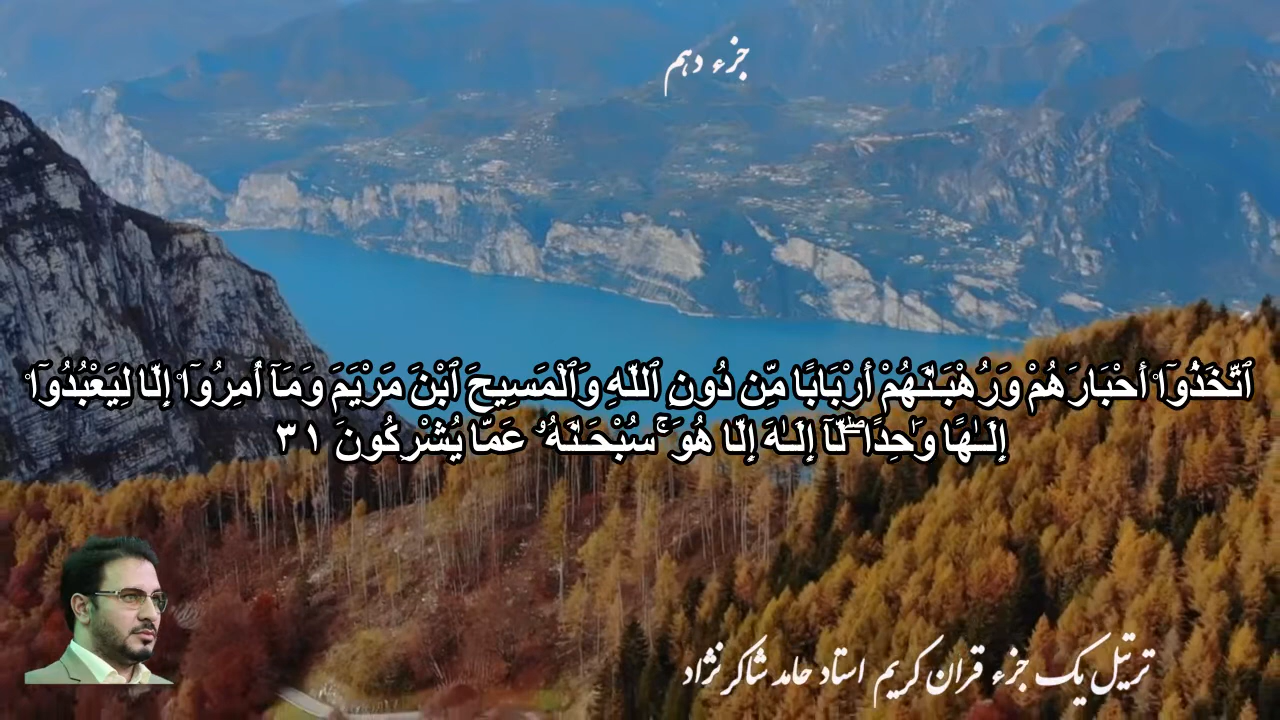 جزء دهم
ٱتَّخَذُوٓا۟ أَحْبَارَهُمْ وَرُهْبَـٰنَهُمْ أَرْبَابًا مِّن دُونِ ٱللَّهِ وَٱلْمَسِيحَ ٱبْنَ مَرْيَمَ وَمَآ أُمِرُوٓا۟ إِلَّا لِيَعْبُدُوٓا۟
إِلَـٰهًا وَٰحِدًا ۖ لَّآ إِلَـٰهَ إِلَّا هُوَ ۚ سُبْحَـٰنَهُۥ عَمَّا يُشْرِكُونَ ٣١
ترتیل یک جزء قران کریم استاد حامد شاکرنژاد